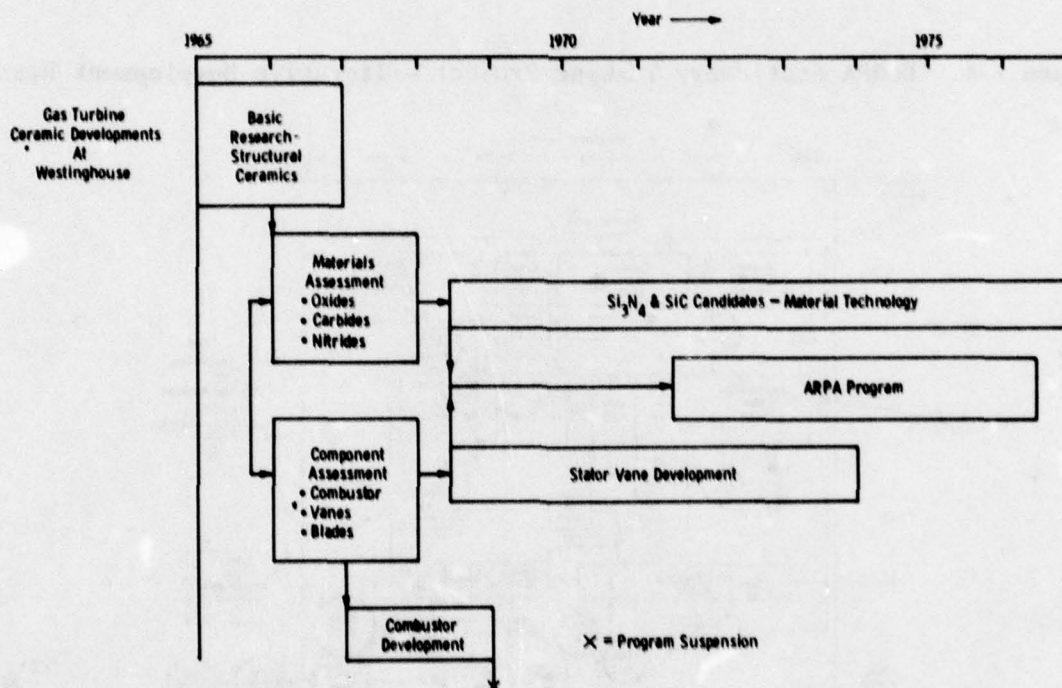 Year
1965 1970 1975
Gas Turbine
Ceramic Developments
At
Westinghouse
Basic
Research-
Structural
Ceramics
Materials
Assessment
• Oxides
• Carbides
• Nitrides
Si3N4 & SiC Candidates – Material Technology
ARPA Program
Component
Assessment
• Combustor
• Vanes
• Blades
Stator Vane Development
Combustor
Development
X = Program Suspension